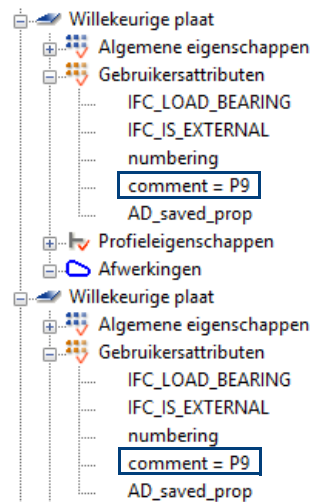 Willekeurige plaat
Algemene eigenschappen
Gebruikersattributen
IFC_LOAD_BEARING
IFC_IS_EXTERNAL
numbering
comment = P9
AD_saved_prop
Profieleigenschappen
Afwerkingen
Willekeurige plaat
Algemene eigenschappen
Gebruikersattributen
IFC_LOAD_BEARING
IFC_IS_EXTERNAL
numbering
comment = P9
AD_saved_prop